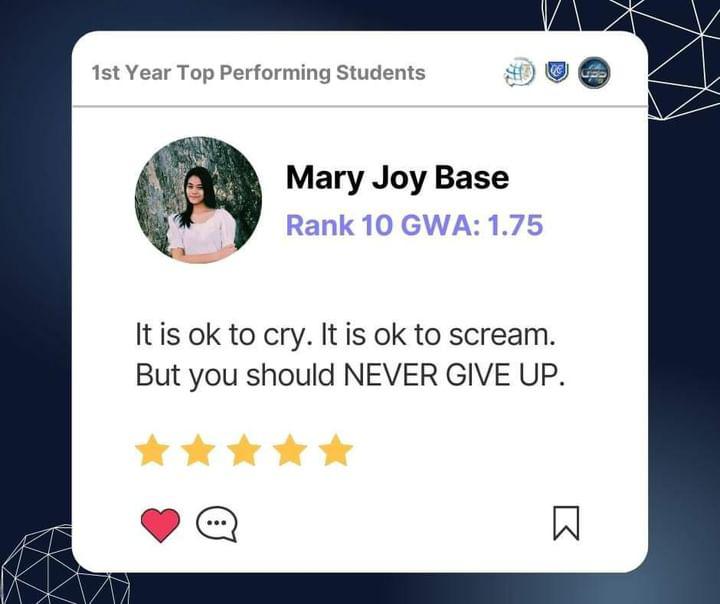 1st Year Top Performing Students
Mary Joy Base
Rank 10 GWA: 1.75
It is ok to cry. It is ok to scream.
But you should NEVER GIVE UP.